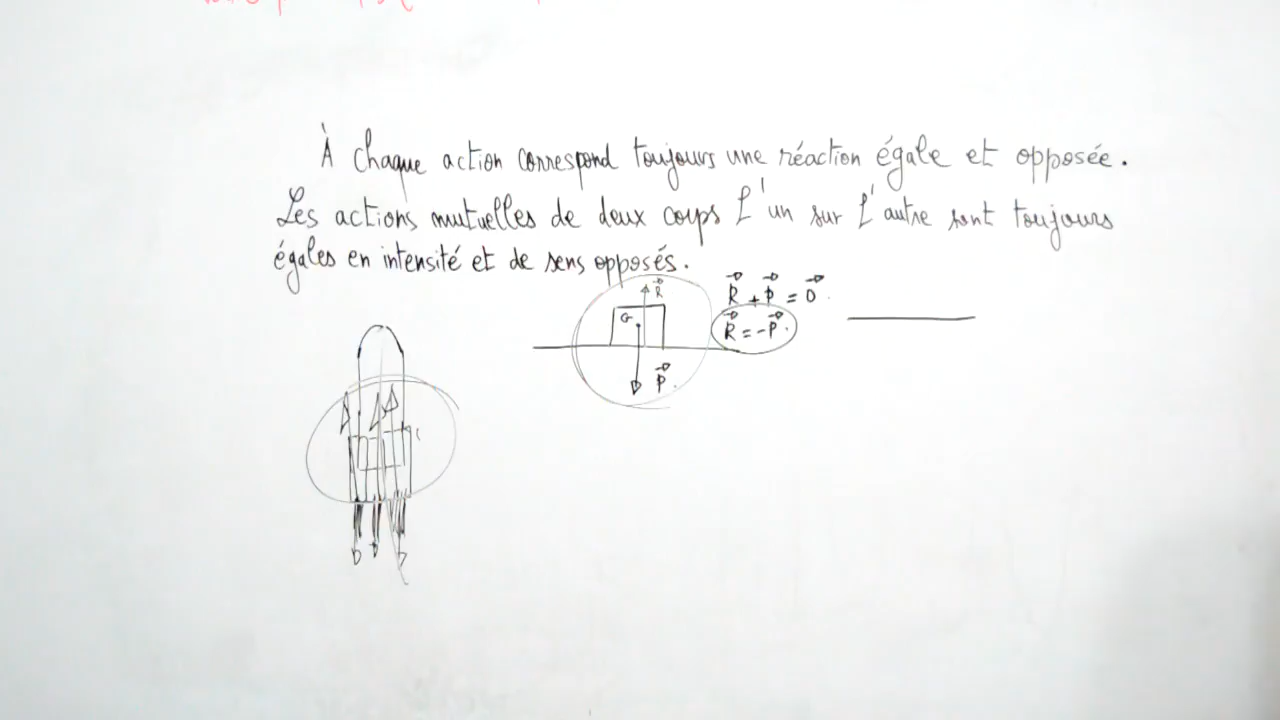 À chaque action correspond toujours une réaction égale et opposée.
Les actions mutuelles de deux corps l'un sur l'autre sont toujours
égales en intensité et de sens opposés.
R
G
P.
R + P = 0.
R = -P.